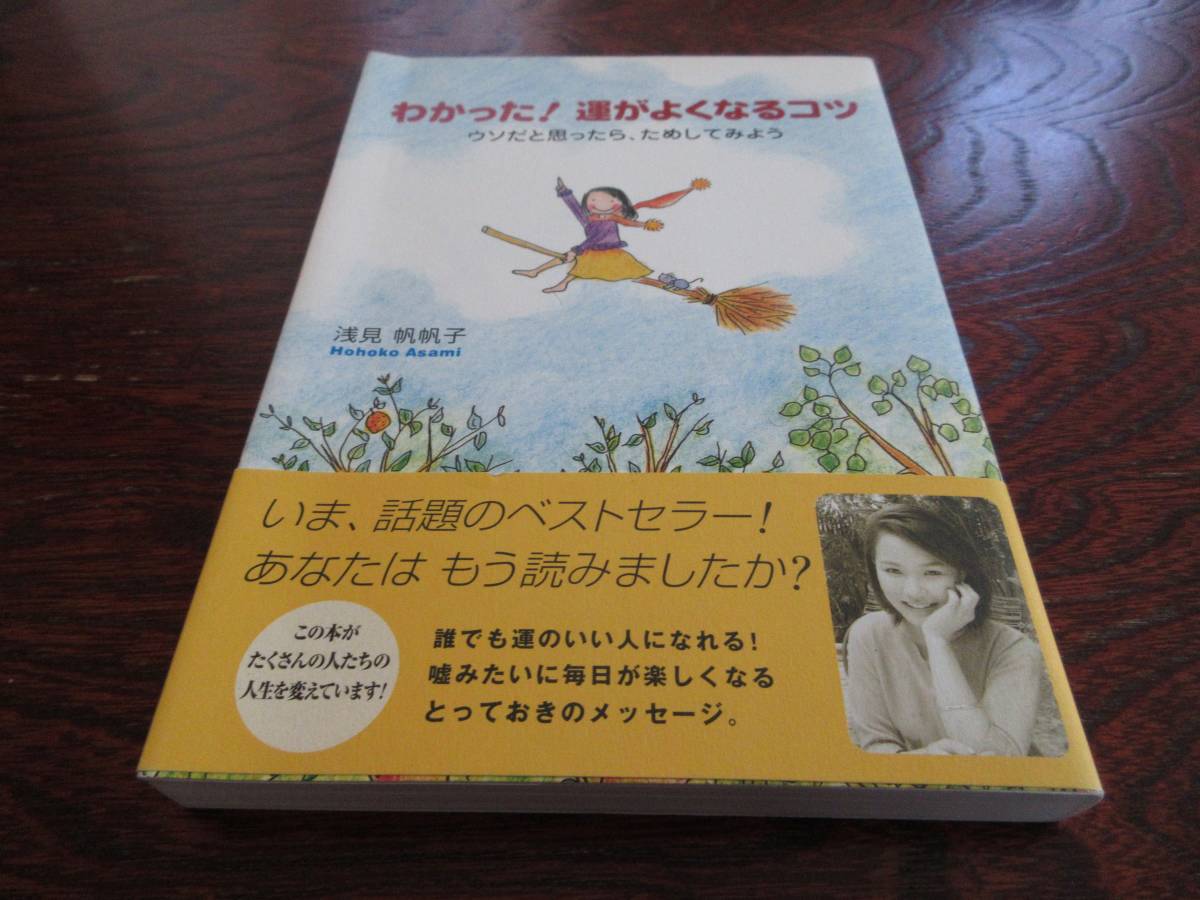 わかった！運がよくなるコツ
ウソだと思ったら、ためしてみよう
浅見 帆帆子
Hohoko Asami
いま、話題のベストセラー！
あなたは もう読みましたか？
この本が
たくさんの人たちの
人生を変えています！
誰でも運のいい人になれる！
嘘みたいに毎日が楽しくなる
とっておきのメッセージ。